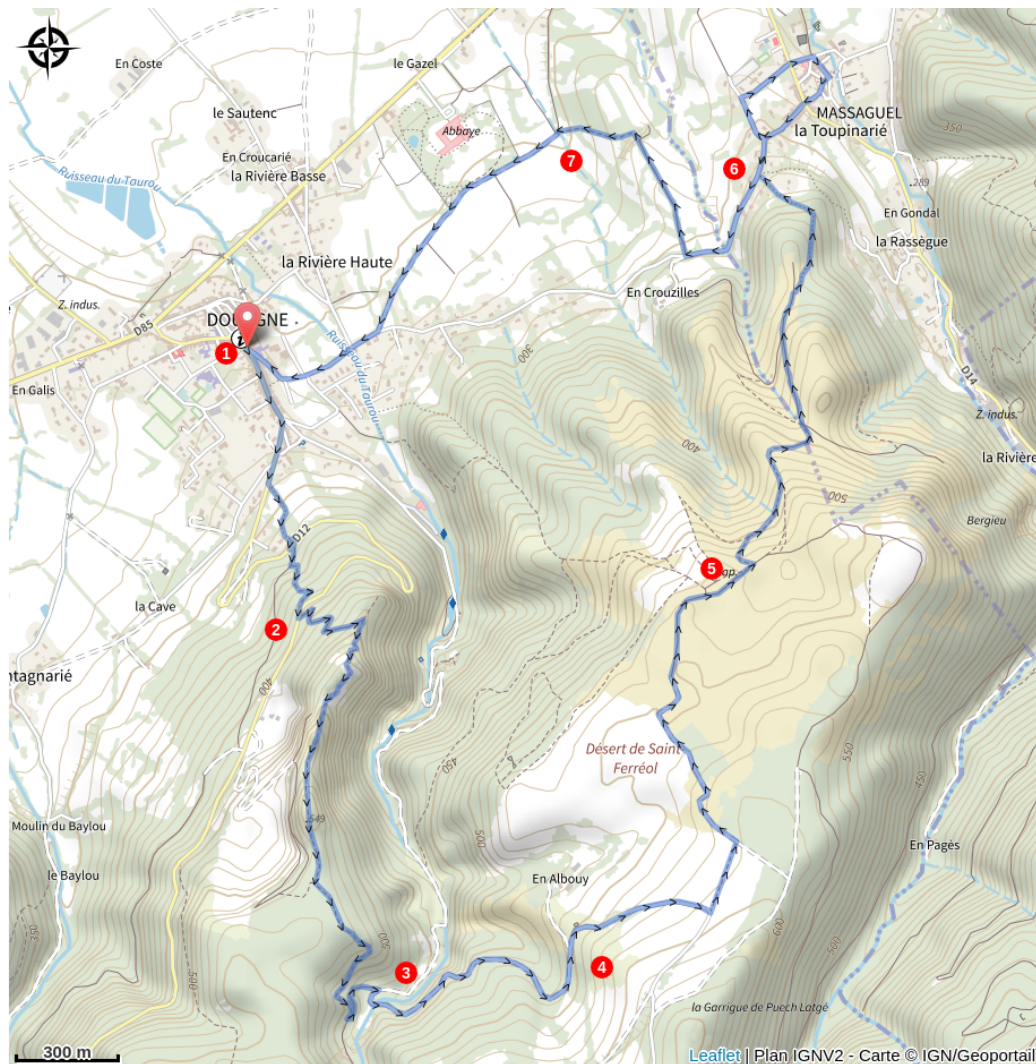 En Coste
le Gazel
le Sautenc
Abbaye
MASSAGUEL
la Toupinarié
350
En Croucarié
la Rivière Basse
7
6
Ruisseau du Taurou
289
En Gondal
la Rassègue
la Rivière Haute
En Crouzilles
Z. indus.
D85
1
Ruisseau du Taurou
300
En Galis
D14
Z. indus.
400
la Rivière
500
Bergieu
D12
5
la Cave
2
ntagnarié
400
Désert de Saint
Ferréol
450
550
450
549
Moulin du Baylou
500
En Pagès
le Baylou
En Albouy
350
500
600
500
3
4
500
la Garrigue de Puech Latgé
300 m
Leaflet | Plan IGNV2 - Carte © IGN/Geoportail